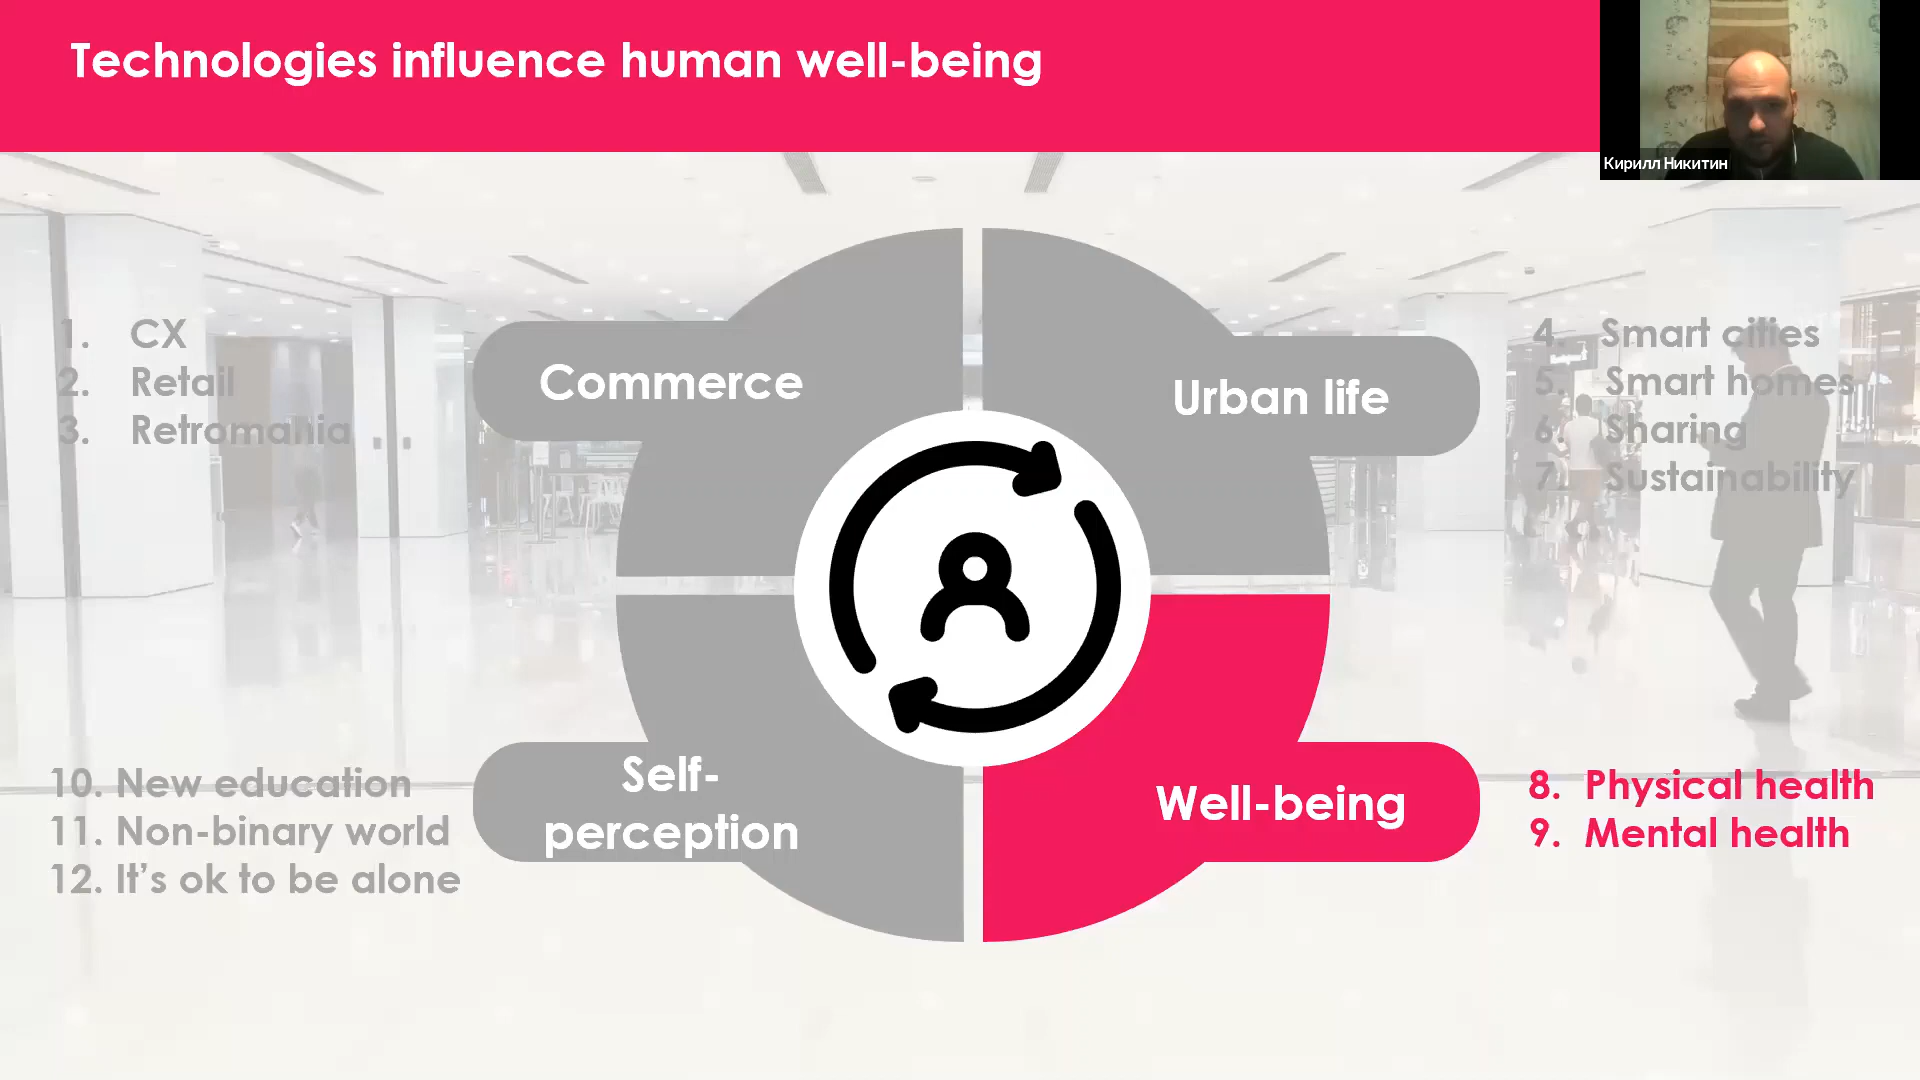 Technologies influence human well-being
Кирилл Никитин
1. CX
2. Retail
3. Retromania
Commerce
Urban life
4. Smart cities
5. Smart homes
6. Sharing
7. Sustainability
10. New education
11. Non-binary world
12. It’s ok to be alone
Self-
perception
Well-being
8. Physical health
9. Mental health